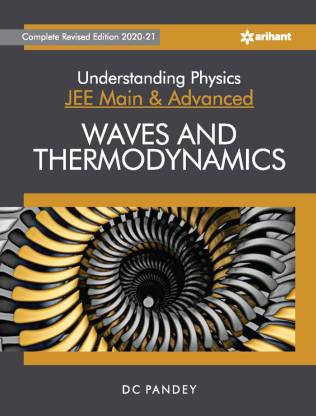 Complete Revised Edition 2020-21
arihant
Understanding Physics
JEE Main & Advanced
WAVES AND
THERMODYNAMICS
DC PANDEY